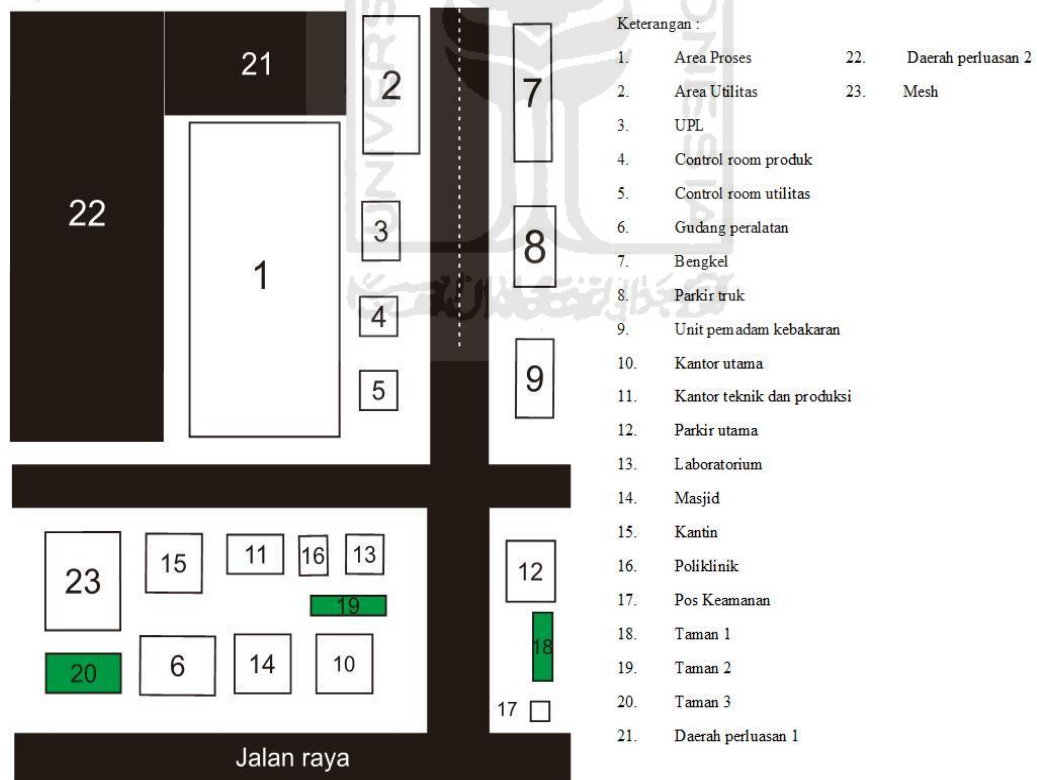 21
2
7
22
3
8
1
4
9
5
23
15
11
16
13
12
19
18
20
6
14
10
17
Jalan raya
Keterangan :
1. Area Proses
2. Area Utilitas
3. UPL
4. Control room produk
5. Control room utilitas
6. Gudang peralatan
7. Bengkel
8. Parkir truk
9. Unit pemadam kebakaran
10. Kantor utama
11. Kantor teknik dan produksi
12. Parkir utama
13. Laboratorium
14. Masjid
15. Kantin
16. Poliklinik
17. Pos Keamanan
18. Taman 1
19. Taman 2
20. Taman 3
21. Daerah perluasan 1
22. Daerah perluasan 2
23. Mesh